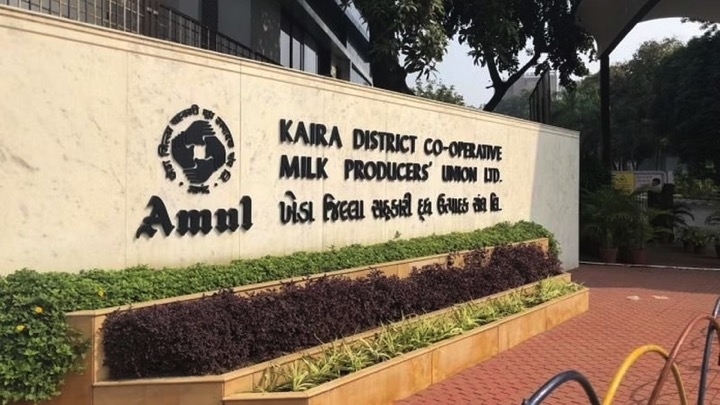 KAIRA DISTRICT CO-OPERATIVE
MILK PRODUCERS' UNION LTD.
ખેડા જિલ્લા સહકારી દૂધ ઉત્પાદક સંઘ લિ.
Amul